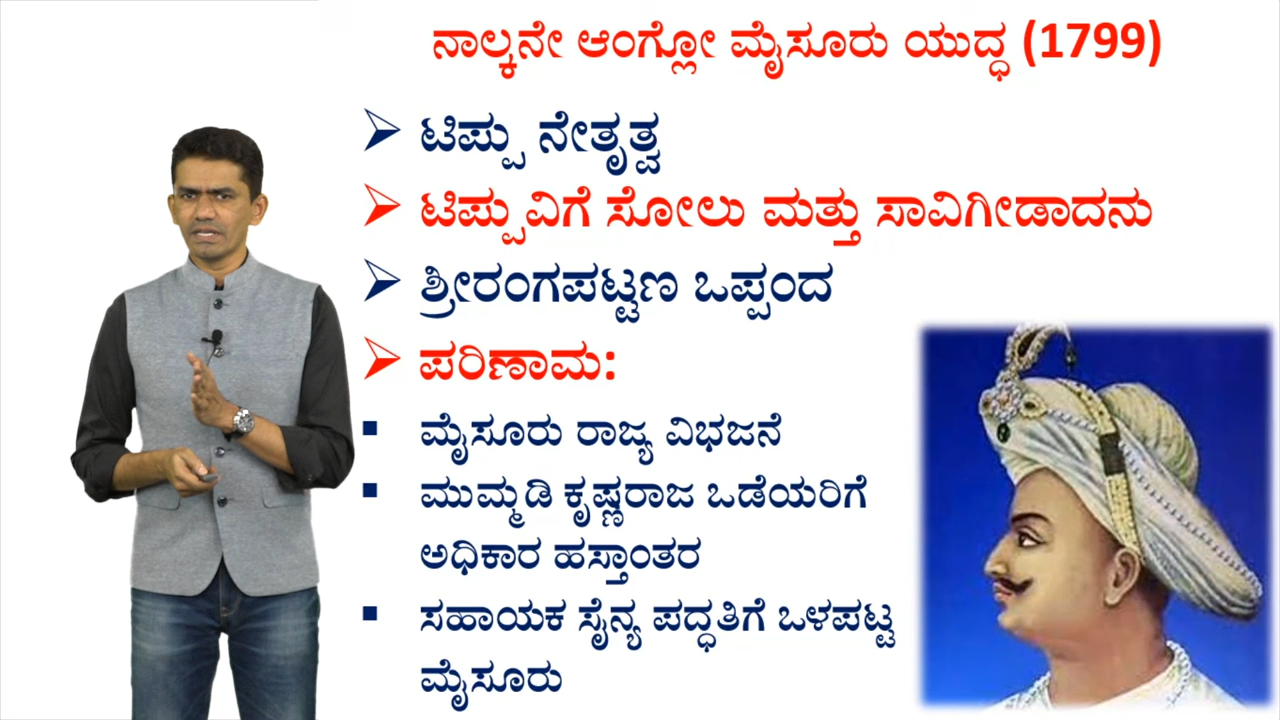 ನಾಲ್ಕನೇ ಆಂಗ್ಲೋ ಮೈಸೂರು ಯುದ್ಧ (1799)
ಟಿಪ್ಪು ನೇತೃತ್ವ
ಟಿಪ್ಪುವಿಗೆ ಸೋಲು ಮತ್ತು ಸಾವಿಗೀಡಾದನು
ಶ್ರೀರಂಗಪಟ್ಟಣ ಒಪ್ಪಂದ
ಪರಿಣಾಮ:
ಮೈಸೂರು ರಾಜ್ಯ ವಿಭಜನೆ
ಮುಮ್ಮಡಿ ಕೃಷ್ಣರಾಜ ಒಡೆಯರಿಗೆ
ಅಧಿಕಾರ ಹಸ್ತಾಂತರ
ಸಹಾಯಕ ಸೈನ್ಯ ಪದ್ಧತಿಗೆ ಒಳಪಟ್ಟ
ಮೈಸೂರು